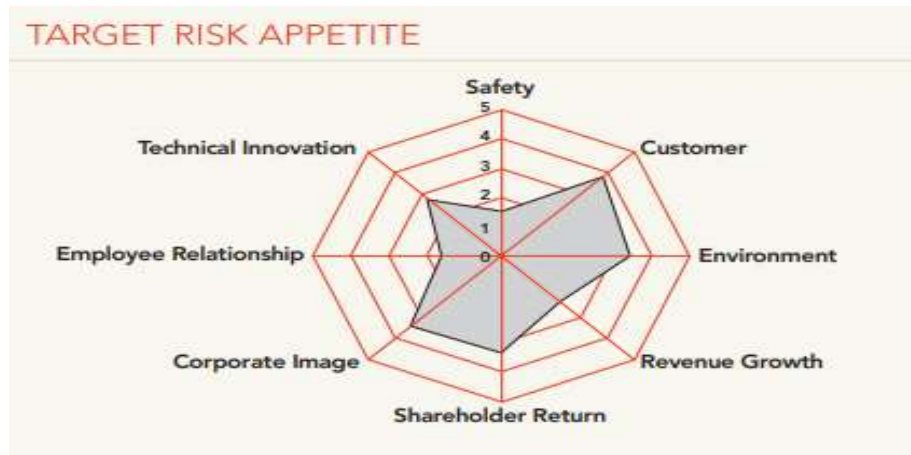 TARGET RISK APPETITE
Safety
5
4
3
2
1
0
Technical Innovation
Customer
Employee Relationship
Environment
Corporate Image
Revenue Growth
Shareholder Return